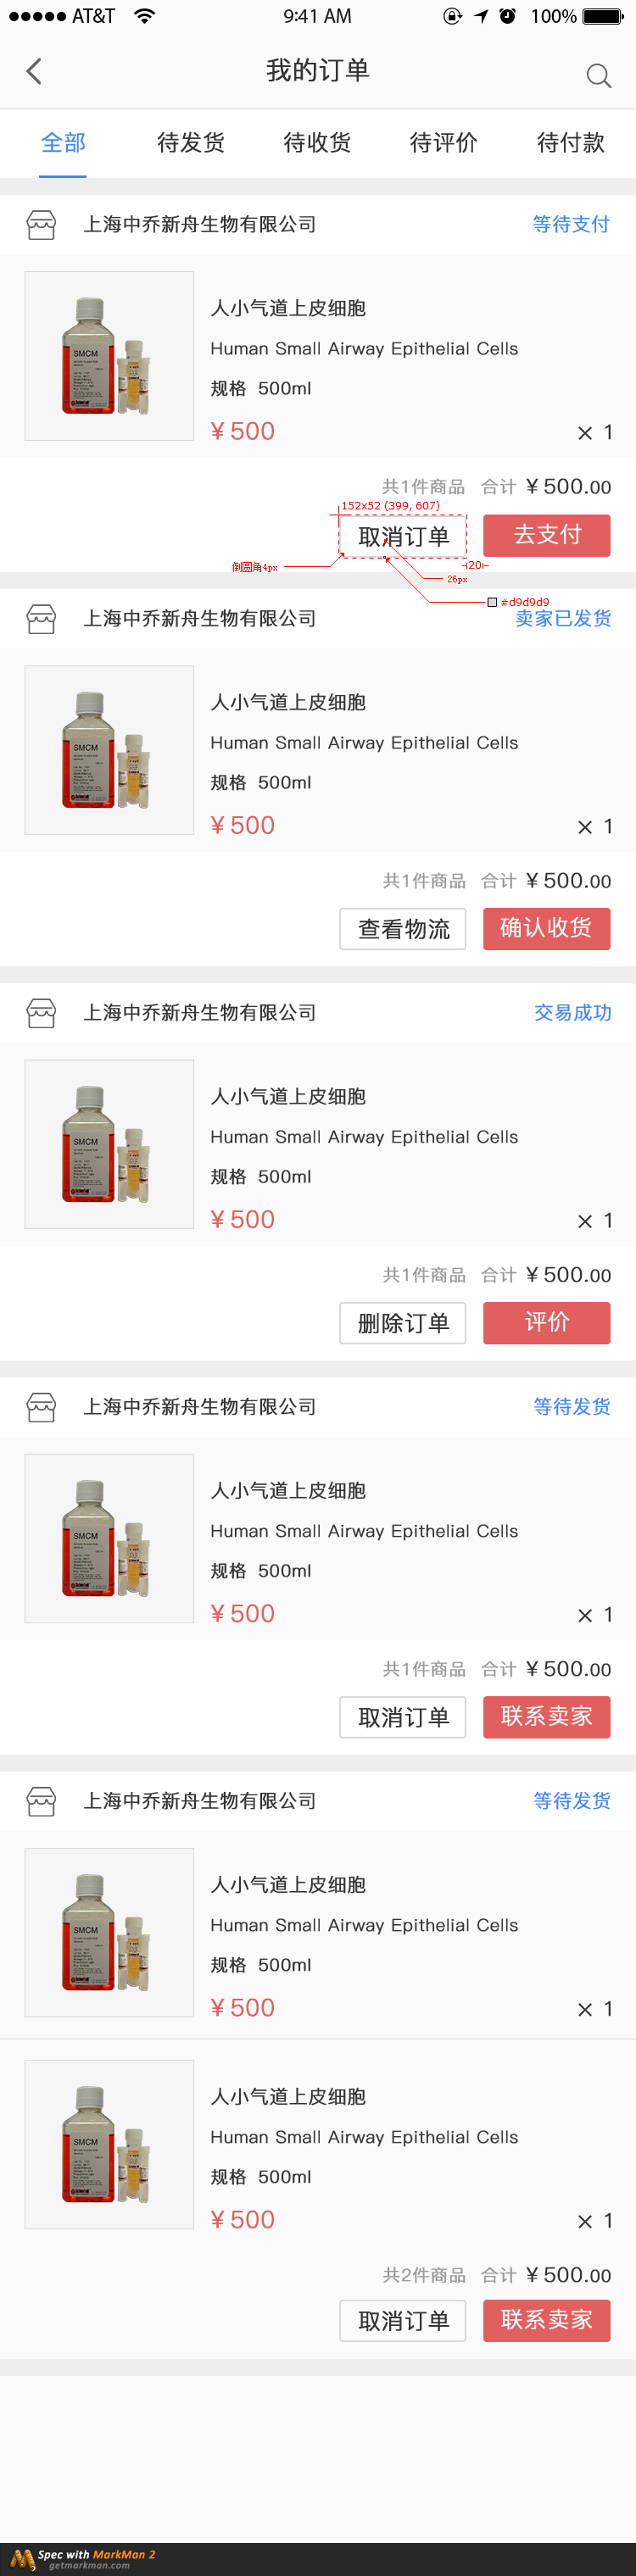 AT&T 9:41 AM 100%
我的订单
全部 待发货 待收货 待评价 待付款
上海中乔新舟生物有限公司 等待支付
SMCM
人小气道上皮细胞
Human Small Airway Epithelial Cells
规格 500ml
¥500 × 1
共1件商品 合计 ¥500.00
152x52 (399, 607)
取消订单 去支付
倒圆角4px 20
26px
#d9d9d9
上海中乔新舟生物有限公司 卖家已发货
SMCM
人小气道上皮细胞
Human Small Airway Epithelial Cells
规格 500ml
¥500 × 1
共1件商品 合计 ¥500.00
查看物流 确认收货
上海中乔新舟生物有限公司 交易成功
SMCM
人小气道上皮细胞
Human Small Airway Epithelial Cells
规格 500ml
¥500 × 1
共1件商品 合计 ¥500.00
删除订单 评价
上海中乔新舟生物有限公司 等待发货
SMCM
人小气道上皮细胞
Human Small Airway Epithelial Cells
规格 500ml
¥500 × 1
共1件商品 合计 ¥500.00
取消订单 联系卖家
上海中乔新舟生物有限公司 等待发货
SMCM
人小气道上皮细胞
Human Small Airway Epithelial Cells
规格 500ml
¥500 × 1
SMCM
人小气道上皮细胞
Human Small Airway Epithelial Cells
规格 500ml
¥500 × 1
共2件商品 合计 ¥500.00
取消订单 联系卖家
Spec with MarkMan 2
getmarkman.com